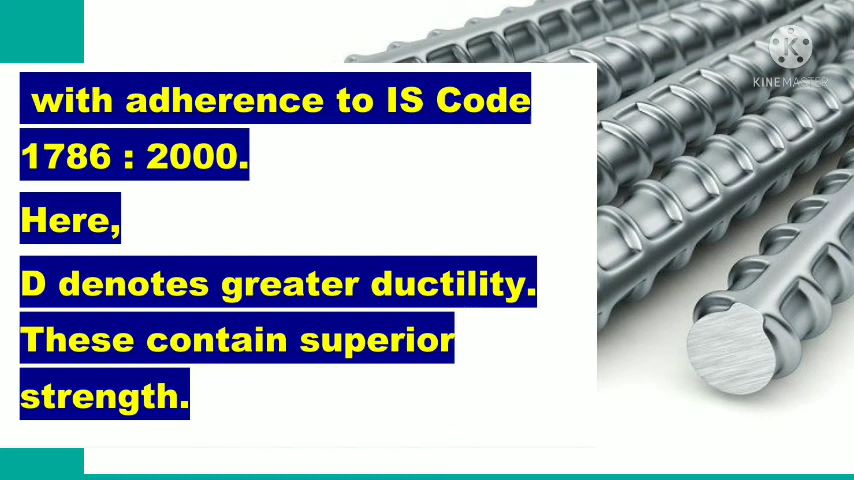 with adherence to IS Code
1786 : 2000.
Here,
D denotes greater ductility.
These contain superior
strength.
KINEMASTER